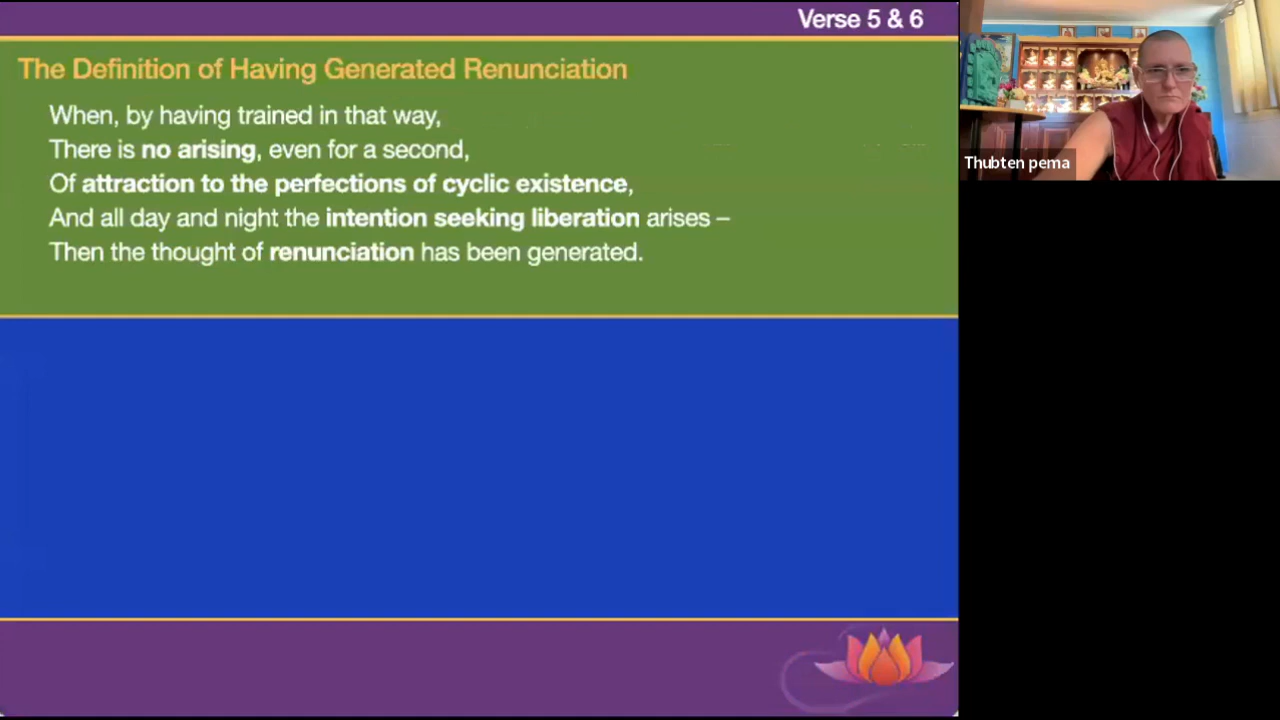 Verse 5 & 6
The Definition of Having Generated Renunciation
When, by having trained in that way,
There is no arising, even for a second,
Of attraction to the perfections of cyclic existence,
And all day and night the intention seeking liberation arises –
Then the thought of renunciation has been generated.
Thubten pema